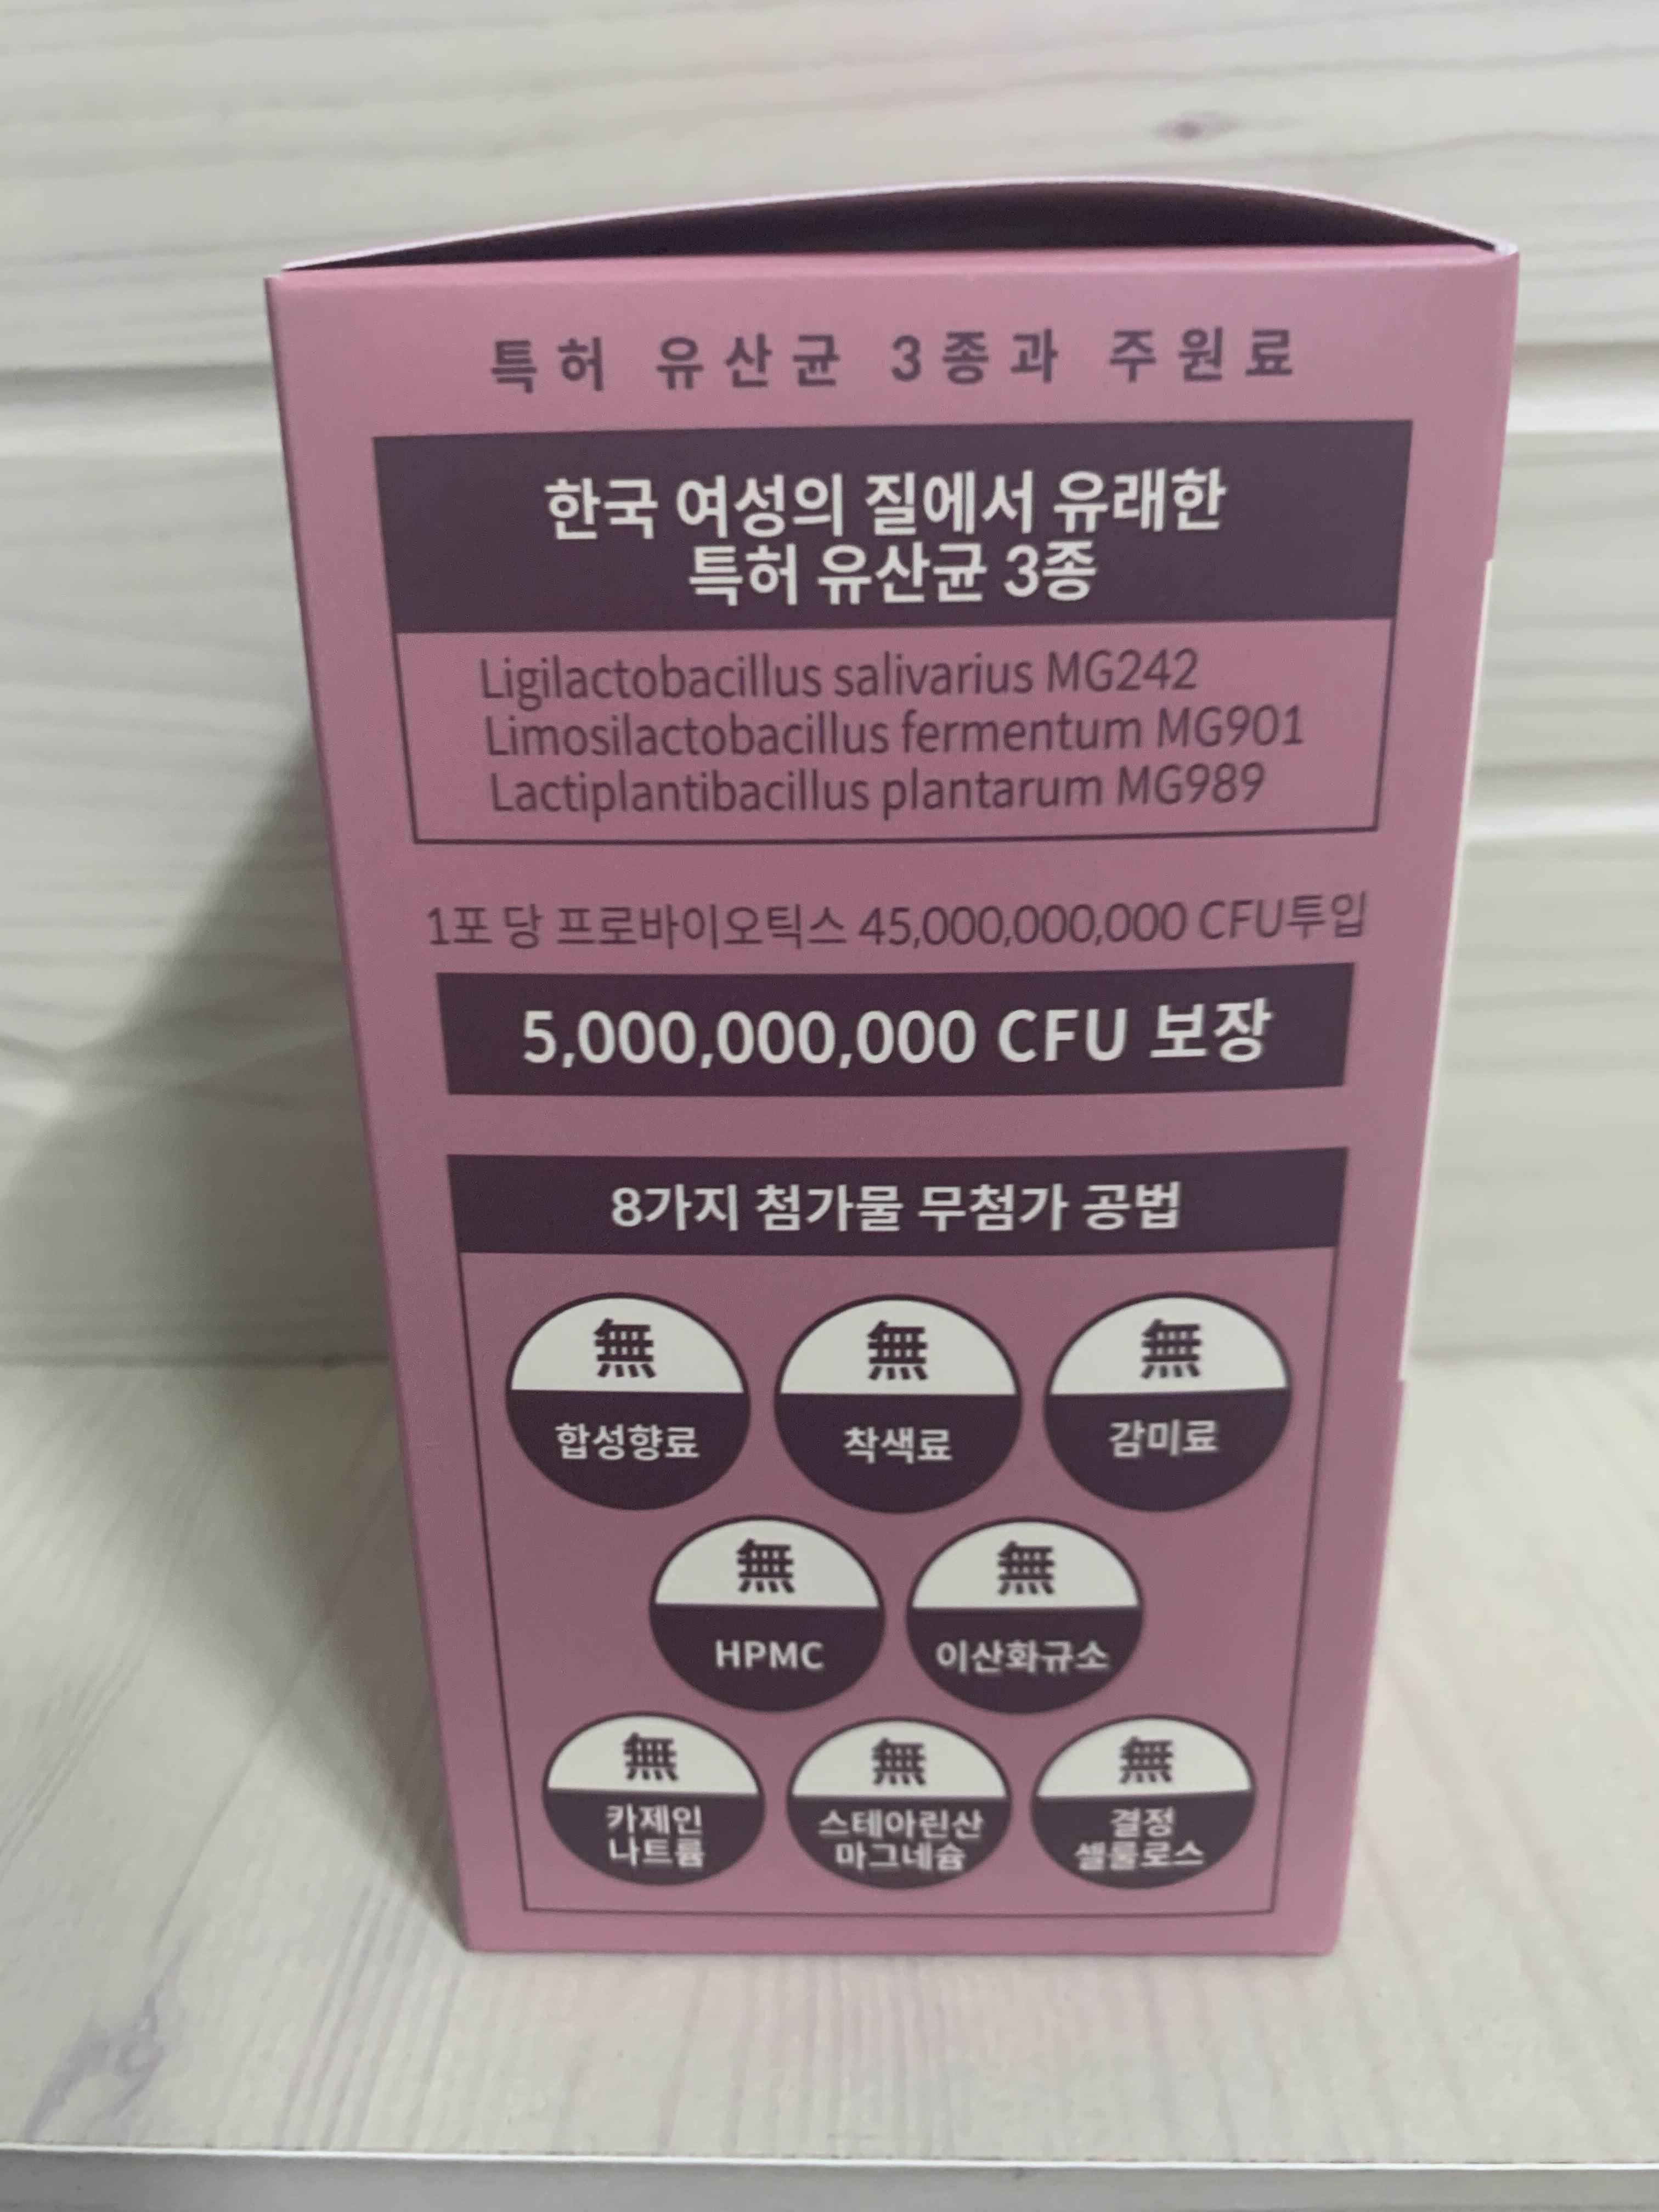 특허 유산균 3종과 주원료
한국 여성의 질에서 유래한
특허 유산균 3종
Ligilactobacillus salivarius MG242
Limosilactobacillus fermentum MG901
Lactiplantibacillus plantarum MG989
1포 당 프로바이오틱스 45,000,000,000 CFU투입
5,000,000,000 CFU 보장
8가지 첨가물 무첨가 공법
無 無 無
합성향료 착색료 감미료
無 無
HPMC 이산화규소
無 無 無
카제인 스테아린산 결정
나트륨 마그네슘 셀룰로스